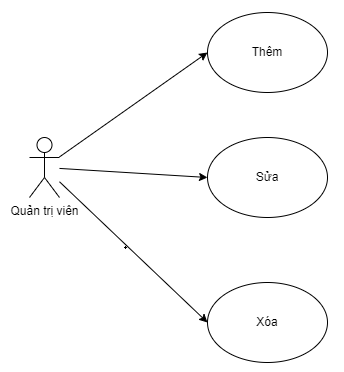 Thêm
Sửa
Quản trị viên
Xóa